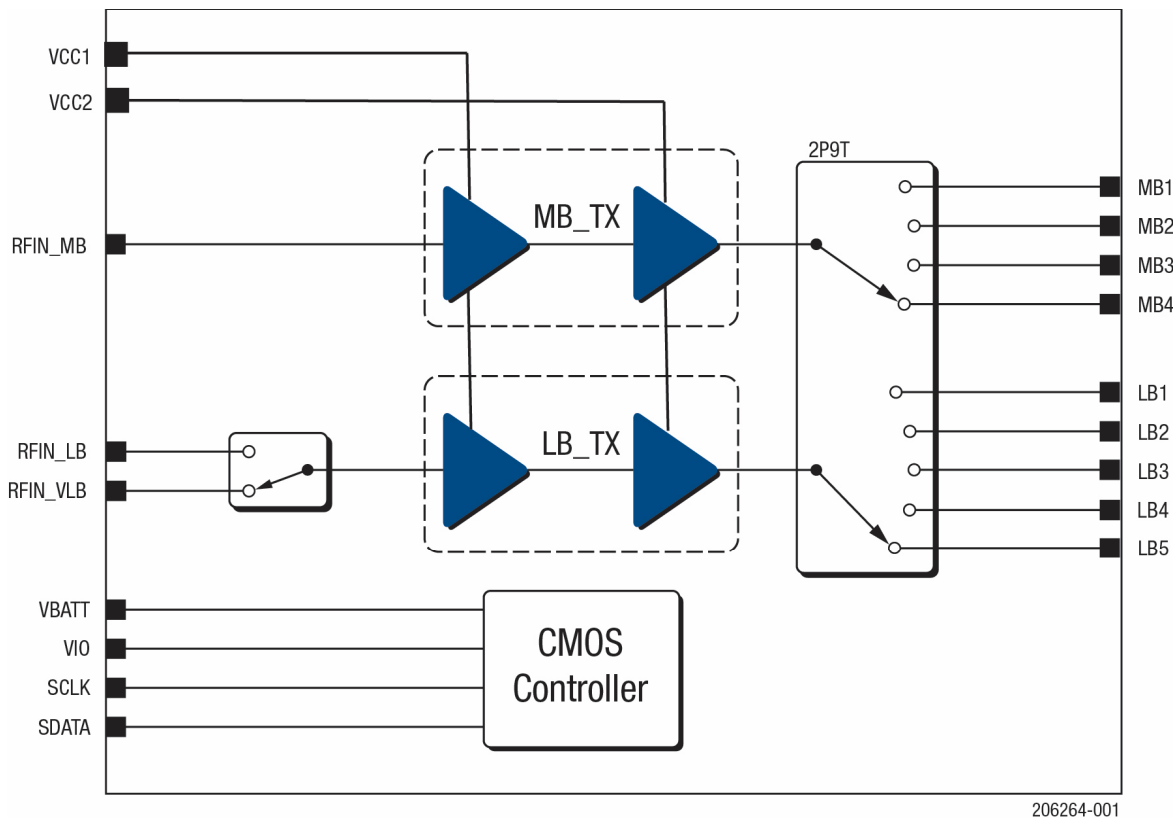 VCC1
VCC2
2P9T
MB_TX
MB1
MB2
MB3
MB4
RFIN_MB
LB_TX
LB1
LB2
LB3
LB4
LB5
RFIN_LB
RFIN_VLB
VBATT
VIO
SCLK
SDATA
CMOS
Controller
206264-001